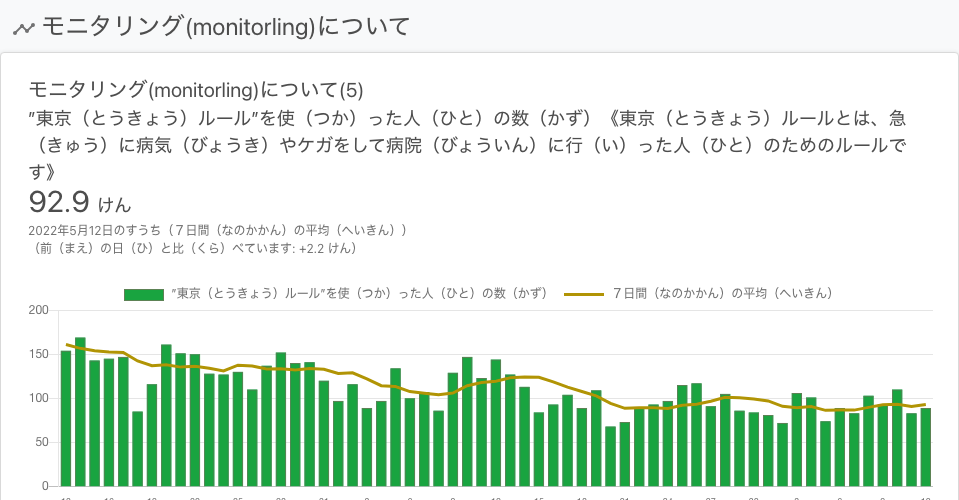 モニタリング(monitorling)について
モニタリング(monitorling)について(5)
”東京（とうきょう）ルール”を使（つか）った人（ひと）の数（かず）《東京（とうきょう）ルールとは、急
（きゅう）に病気（びょうき）やケガをして病院（びょういん）に行（い）った人（ひと）のためのルールで
す》
92.9 けん
2022年5月12日のすうち（７日間（なのかかん）の平均（へいきん））
（前（まえ）の日（ひ）と比（くら）べています: +2.2 けん）
”東京（とうきょう）ルール”を使（つか）った人（ひと）の数（かず） ７日間（なのかかん）の平均（へいきん）
200
150
100
50
0